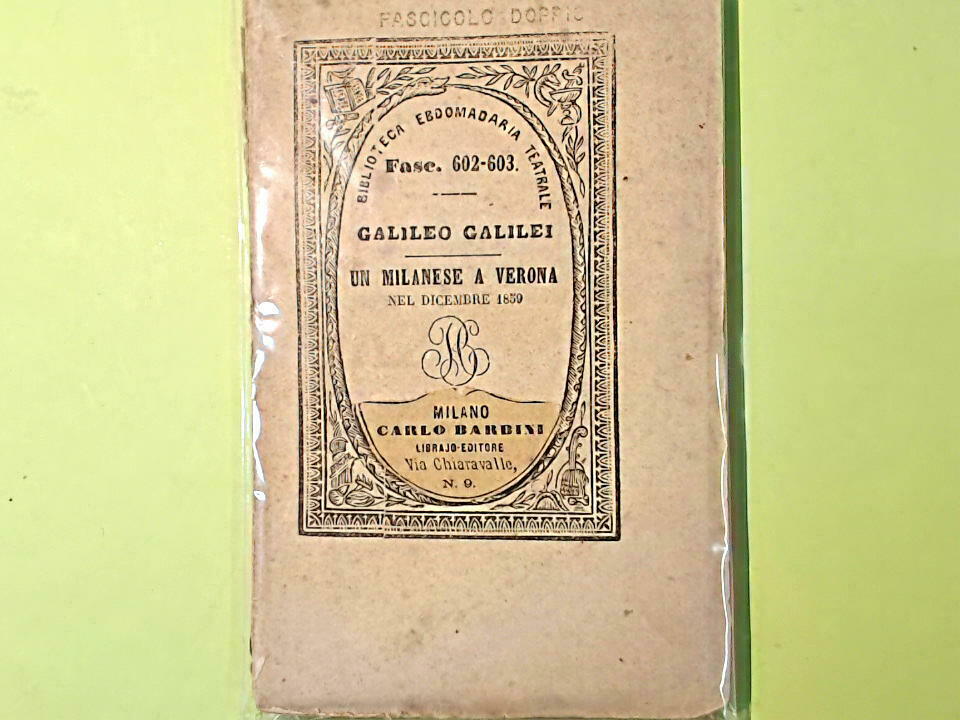 FASCICOLO DOPPIO
BIBLIOTECA EBDOMADARIA TEATRALE
Fasc. 602-603.
GALILEO GALILEI
UN MILANESE A VERONA
NEL DICEMBRE 1859
MILANO
CARLO BARBINI
LIBRAJO-EDITORE
Via Chiaravalle,
N. 9.